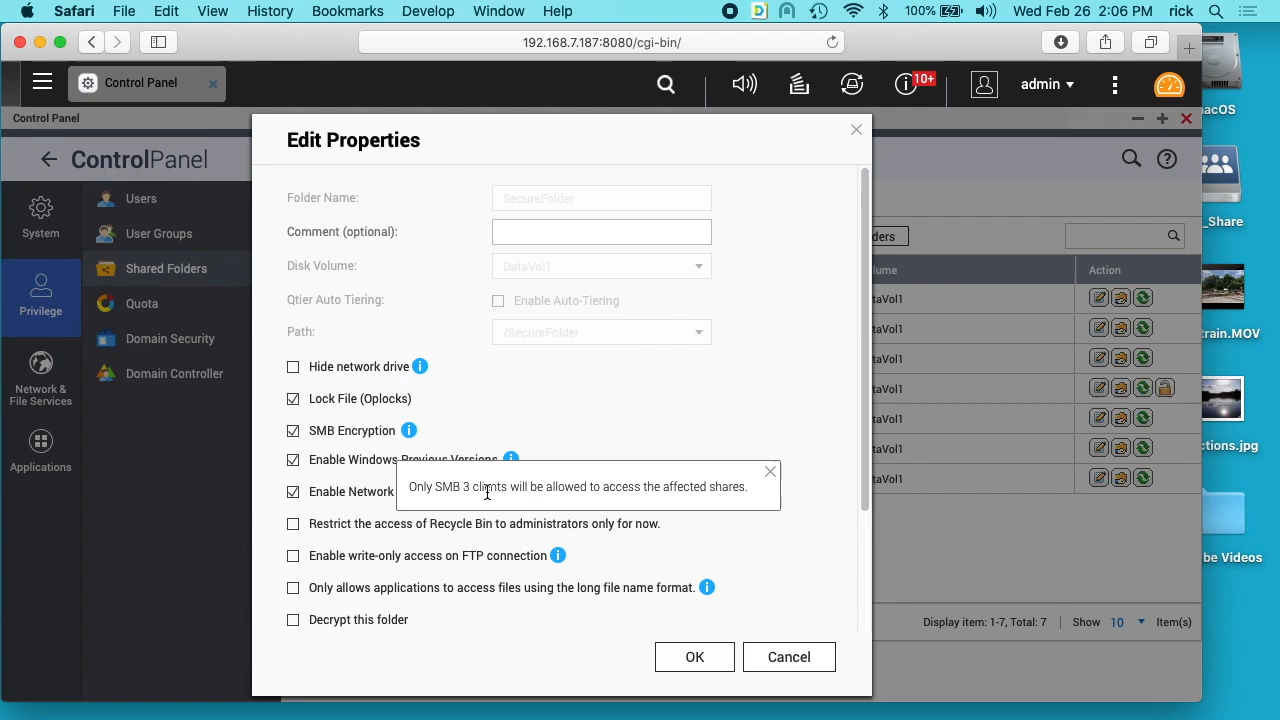 Safari File Edit View History Bookmarks Develop Window Help 100% Wed Feb 26 2:06 PM rick
192.168.7.187:8080/cgi-bin/
Control Panel
10+
admin
Control Panel
ControlPanel
System
Privilege
Network &
File Services
Applications
Users
User Groups
Shared Folders
Quota
Domain Security
Domain Controller
Edit Properties
Folder Name: SecureFolder
Comment (optional):
Disk Volume: DataVol1
Qtier Auto Tiering: Enable Auto-Tiering
Path: /SecureFolder
Hide network drive
Lock File (Oplocks)
SMB Encryption
Enable Windows Previous Versions
Only SMB 3 clients will be allowed to access the affected shares.
Enable Network
Restrict the access of Recycle Bin to administrators only for now.
Enable write-only access on FTP connection
Only allows applications to access files using the long file name format.
Decrypt this folder
OK Cancel
ders
lume Action
taVol1
taVol1
taVol1
taVol1
taVol1
taVol1
taVol1
Display item: 1-7, Total: 7 Show 10 Item(s)
acOS
_Share
train.MOV
ctions.jpg
be Videos